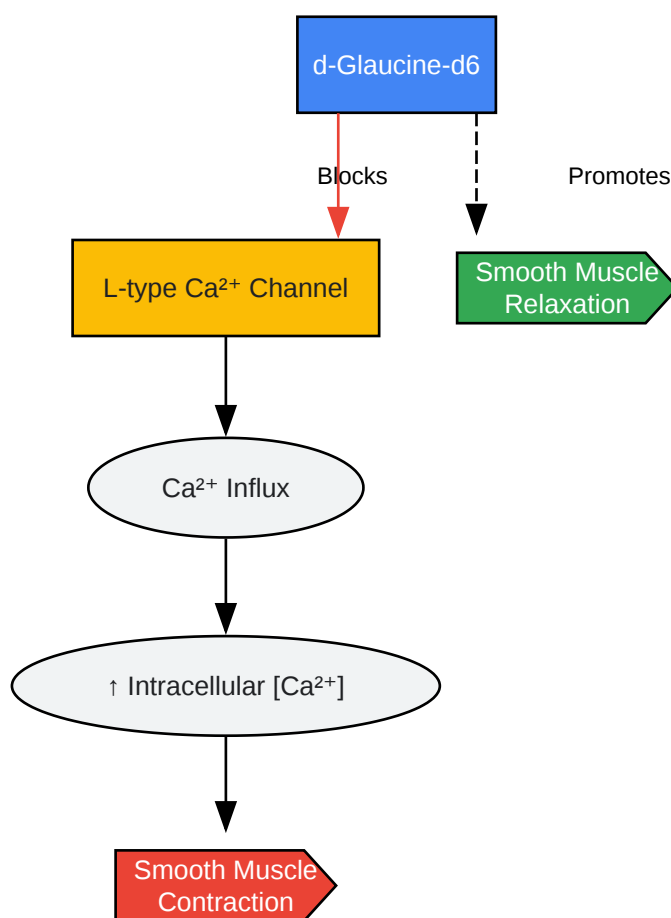 d-Glaucine-d6
Blocks
Promotes
L-type Ca²⁺ Channel
Smooth Muscle
Relaxation
Ca²⁺ Influx
↑ Intracellular [Ca²⁺]
Smooth Muscle
Contraction